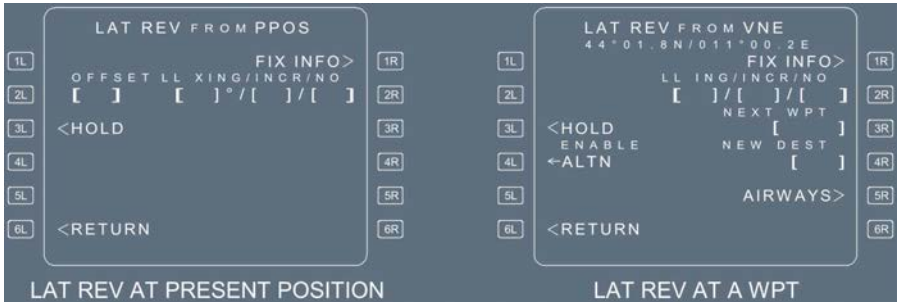 LAT REV FROM PPOS
1L FIX INFO> 1R
OFFSET LL XING/INCR/NO
2L [ ] [ ]°/[ ]/[ ] 2R
3L <HOLD 3R
4L 4R
5L 5R
6L <RETURN 6R
LAT REV AT PRESENT POSITION
LAT REV FROM VNE
44°01.8N/011°00.2E
1L FIX INFO> 1R
LL ING/INCR/NO
2L [ ]/[ ]/[ ] 2R
NEXT WPT
3L <HOLD [ ] 3R
ENABLE NEW DEST
4L ←ALTN [ ] 4R
5L AIRWAYS> 5R
6L <RETURN 6R
LAT REV AT A WPT